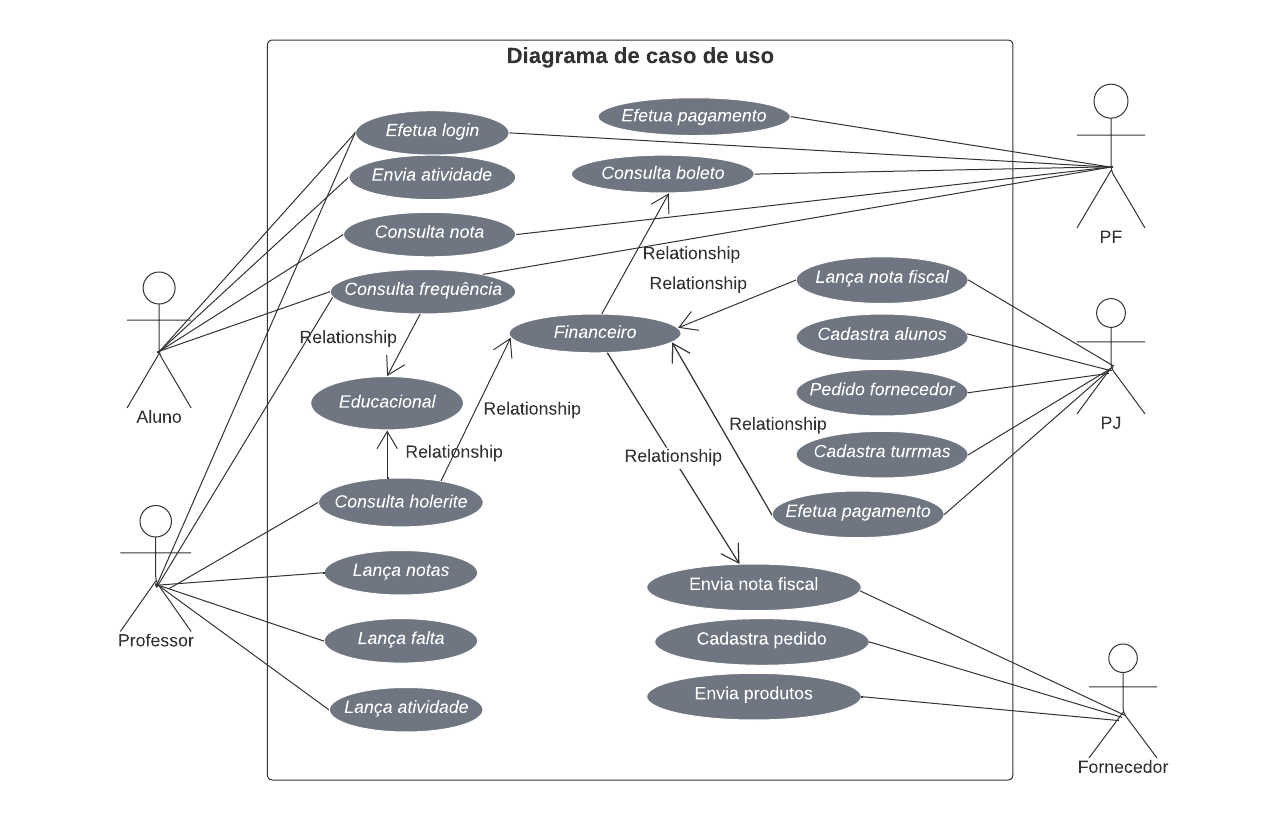 Diagrama de caso de uso
Efetua login
Efetua pagamento
Envia atividade
Consulta boleto
Consulta nota
PF
Relationship
Relationship
Consulta frequência
Lança nota fiscal
Relationship
Financeiro
Cadastra alunos
Aluno
Educacional
Pedido fornecedor
PJ
Relationship
Relationship
Relationship
Relationship
Cadastra turrmas
Consulta holerite
Efetua pagamento
Professor
Lança notas
Envia nota fiscal
Lança falta
Cadastra pedido
Lança atividade
Envia produtos
Fornecedor